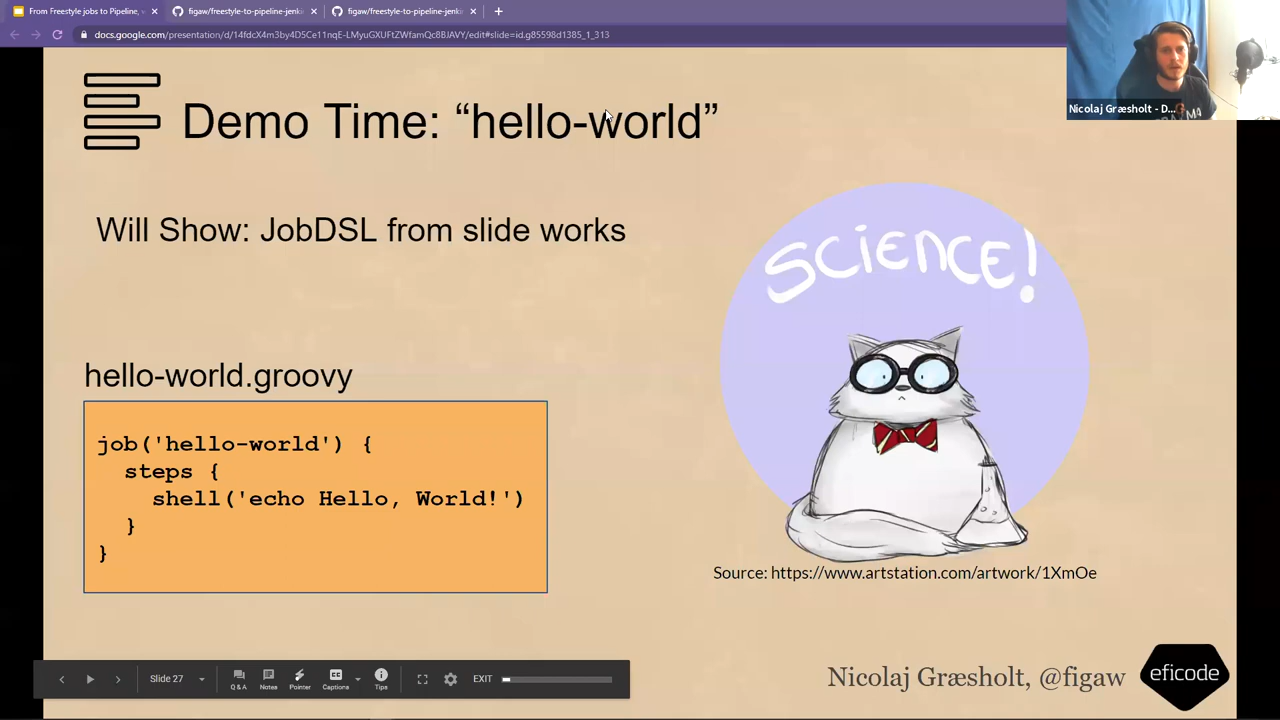 From Freestyle jobs to Pipeline, v
figaw/freestyle-to-pipeline-jenki
figaw/freestyle-to-pipeline-jenki
docs.google.com/presentation/d/14fdcX4m3by4D5Ce11nqE-LMyuGXUFtZWfamQc8BJAVY/edit#slide=id.g85598d1385_1_313
Nicolaj Græsholt - D...
Demo Time: “hello-world”
Will Show: JobDSL from slide works
SCIENCE!
hello-world.groovy
job('hello-world') {
steps {
shell('echo Hello, World!')
}
}
Source: https://www.artstation.com/artwork/1XmOe
Slide 27
Q & A
Notes
Pointer
Captions
Tips
EXIT
Nicolaj Græsholt, @figaw
eficode